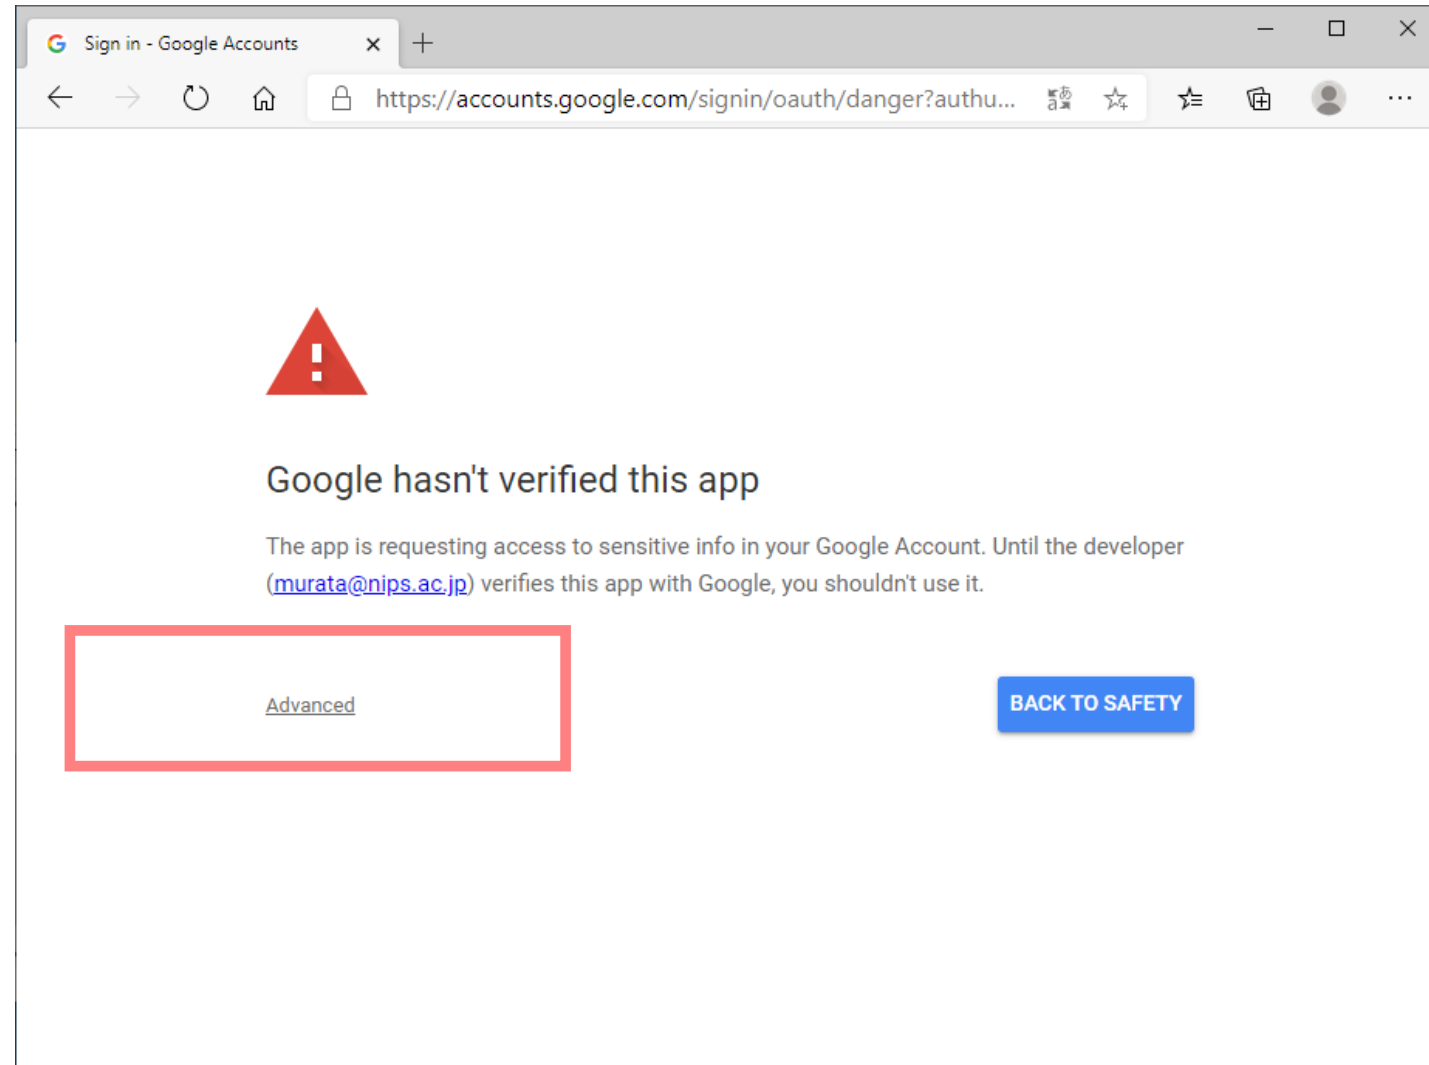 Sign in - Google Accounts
https://accounts.google.com/signin/oauth/danger?authu...
Google hasn't verified this app
The app is requesting access to sensitive info in your Google Account. Until the developer
(murata@nips.ac.jp) verifies this app with Google, you shouldn't use it.
Advanced
BACK TO SAFETY